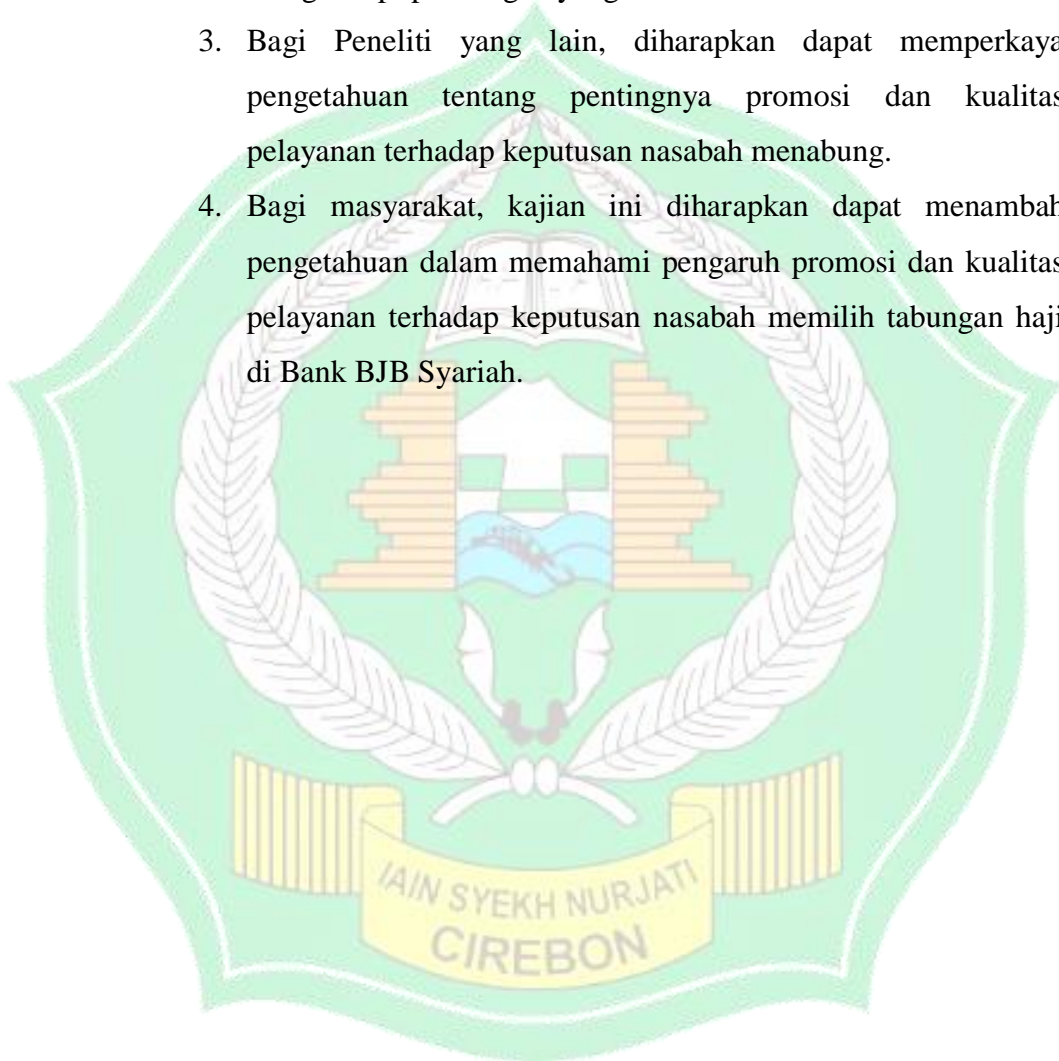 3. Bagi Peneliti yang lain, diharapkan dapat memperkaya
pengetahuan tentang pentingnya promosi dan kualitas
pelayanan terhadap keputusan nasabah menabung.
4. Bagi masyarakat, kajian ini diharapkan dapat menambah
pengetahuan dalam memahami pengaruh promosi dan kualitas
pelayanan terhadap keputusan nasabah memilih tabungan haji
di Bank BJB Syariah.
IAIN SYEKH NURJATI
CIREBON